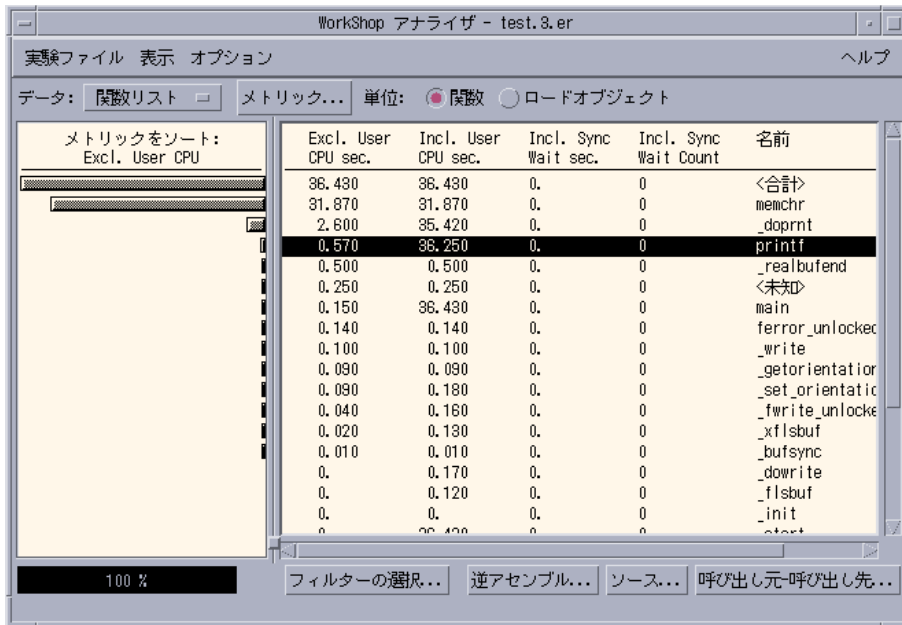 WorkShop アナライザ - test.3.er
実験ファイル 表示 オプション ヘルプ
データ: 関数リスト メトリック... 単位: 関数 ロードオブジェクト
メトリックをソート:
Excl. User CPU
Excl. User Incl. User Incl. Sync Incl. Sync 名前
CPU sec. CPU sec. Wait sec. Wait Count
36.430 36.430 0. 0 <合計>
31.870 31.870 0. 0 memchr
2.600 35.420 0. 0 _doprnt
0.570 36.250 0. 0 printf
0.500 0.500 0. 0 _realbufend
0.250 0.250 0. 0 <未知>
0.150 36.430 0. 0 main
0.140 0.140 0. 0 ferror_unlocked
0.100 0.100 0. 0 _write
0.090 0.090 0. 0 _getorientation
0.090 0.180 0. 0 _set_orientatio
0.040 0.160 0. 0 _fwrite_unlocke
0.020 0.130 0. 0 _xflsbuf
0.010 0.010 0. 0 _bufsync
0. 0.170 0. 0 _dowrite
0. 0.120 0. 0 _flsbuf
0. 0. 0. 0 _init
100 %
フィルターの選択... 逆アセンブル... ソース... 呼び出し元-呼び出し先...